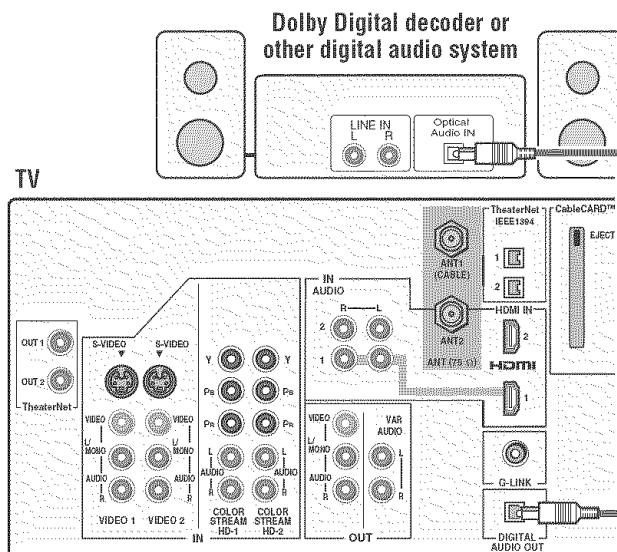 Dolby Digital decoder or
other digital audio system
LINE IN
L R
Optical
Audio IN
TV
TheaterNet
IEEE1394
CableCARD™
EJECT
1
2
ANT1
(CABLE)
ANT2
ANT (75 Ω)
IN
AUDIO
R L
2
1
HDMI IN
2
HDMI
1
OUT 1
OUT 2
TheaterNet
S-VIDEO S-VIDEO
Y Y
PB PB
PR PR
VIDEO VIDEO
L/
MONO
L/
MONO
AUDIO AUDIO
R R
L L
AUDIO AUDIO
R R
VIDEO 1 VIDEO 2
COLOR
STREAM
HD-1
COLOR
STREAM
HD-2
IN
VIDEO
L/
MONO
AUDIO
R
VAR
AUDIO
L
R
OUT
G-LINK
DIGITAL
AUDIO OUT